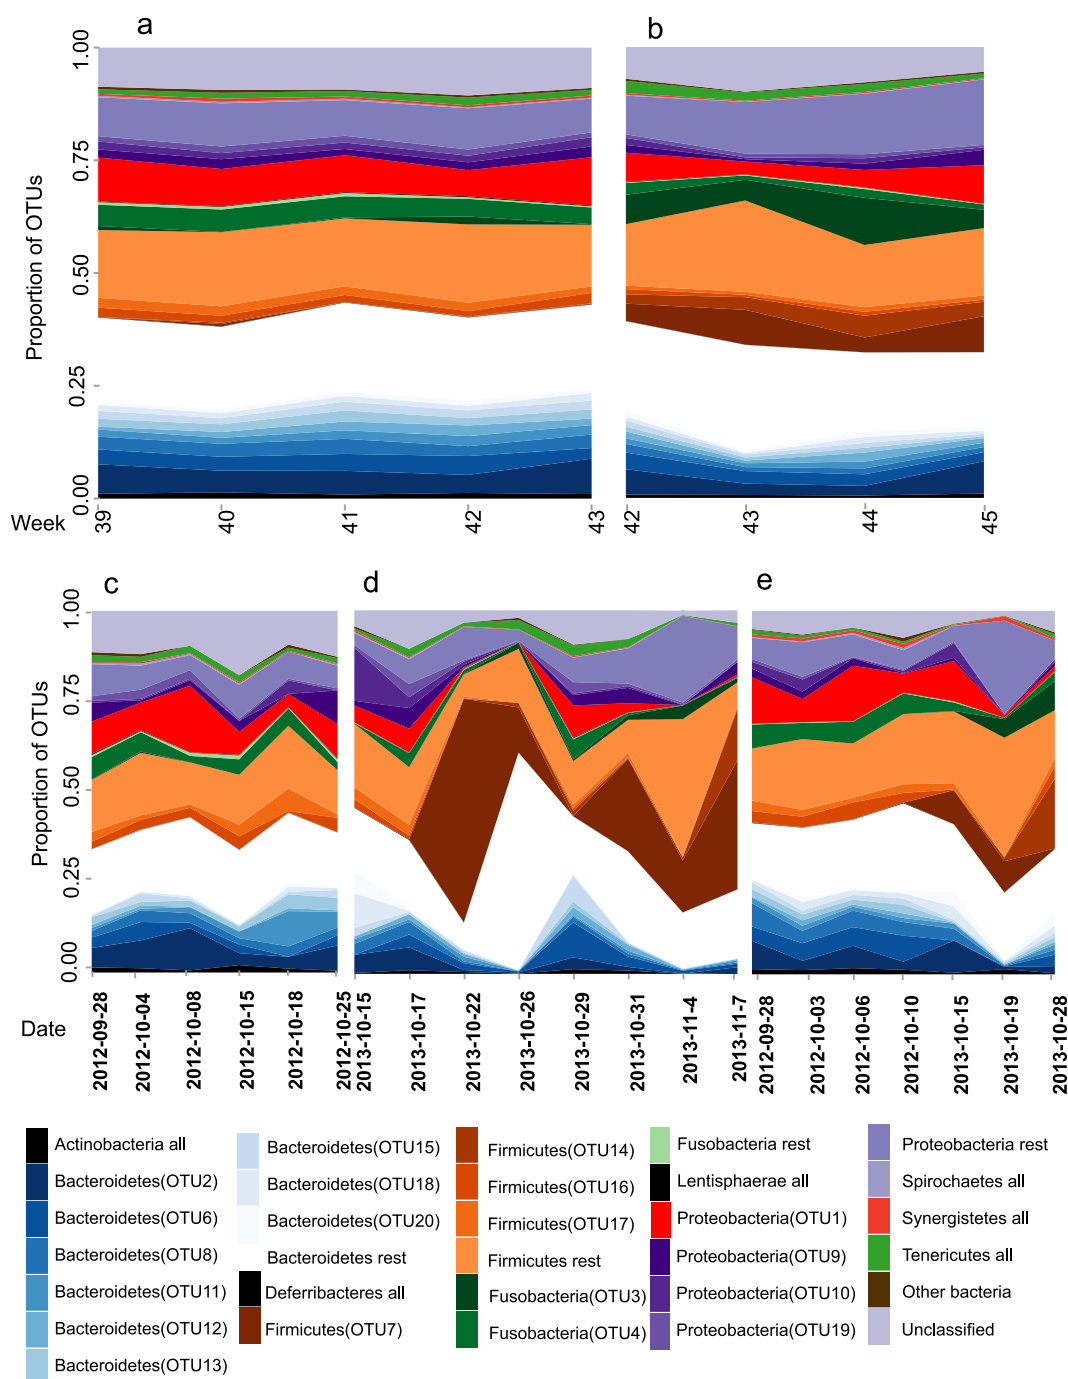 a
b
1.00
0.75
0.50
0.25
0.00
Proportion of OTUs
Week
39
40
41
42
43
42
43
44
45
c
d
e
1.00
0.75
0.50
0.25
0.00
Proportion of OTUs
Date
2012-09-28
2012-10-04
2012-10-08
2012-10-15
2012-10-18
2012-10-25
2013-10-15
2013-10-17
2013-10-22
2013-10-26
2013-10-29
2013-10-31
2013-11-4
2013-11-7
2012-09-28
2012-10-03
2012-10-06
2012-10-10
2013-10-15
2013-10-19
2013-10-28
Actinobacteria all
Bacteroidetes(OTU2)
Bacteroidetes(OTU6)
Bacteroidetes(OTU8)
Bacteroidetes(OTU11)
Bacteroidetes(OTU12)
Bacteroidetes(OTU13)
Bacteroidetes(OTU15)
Bacteroidetes(OTU18)
Bacteroidetes(OTU20)
Bacteroidetes rest
Deferribacteres all
Firmicutes(OTU7)
Firmicutes(OTU14)
Firmicutes(OTU16)
Firmicutes(OTU17)
Firmicutes rest
Fusobacteria(OTU3)
Fusobacteria(OTU4)
Fusobacteria rest
Lentisphaerae all
Proteobacteria(OTU1)
Proteobacteria(OTU9)
Proteobacteria(OTU10)
Proteobacteria(OTU19)
Proteobacteria rest
Spirochaetes all
Synergistetes all
Tenericutes all
Other bacteria
Unclassified